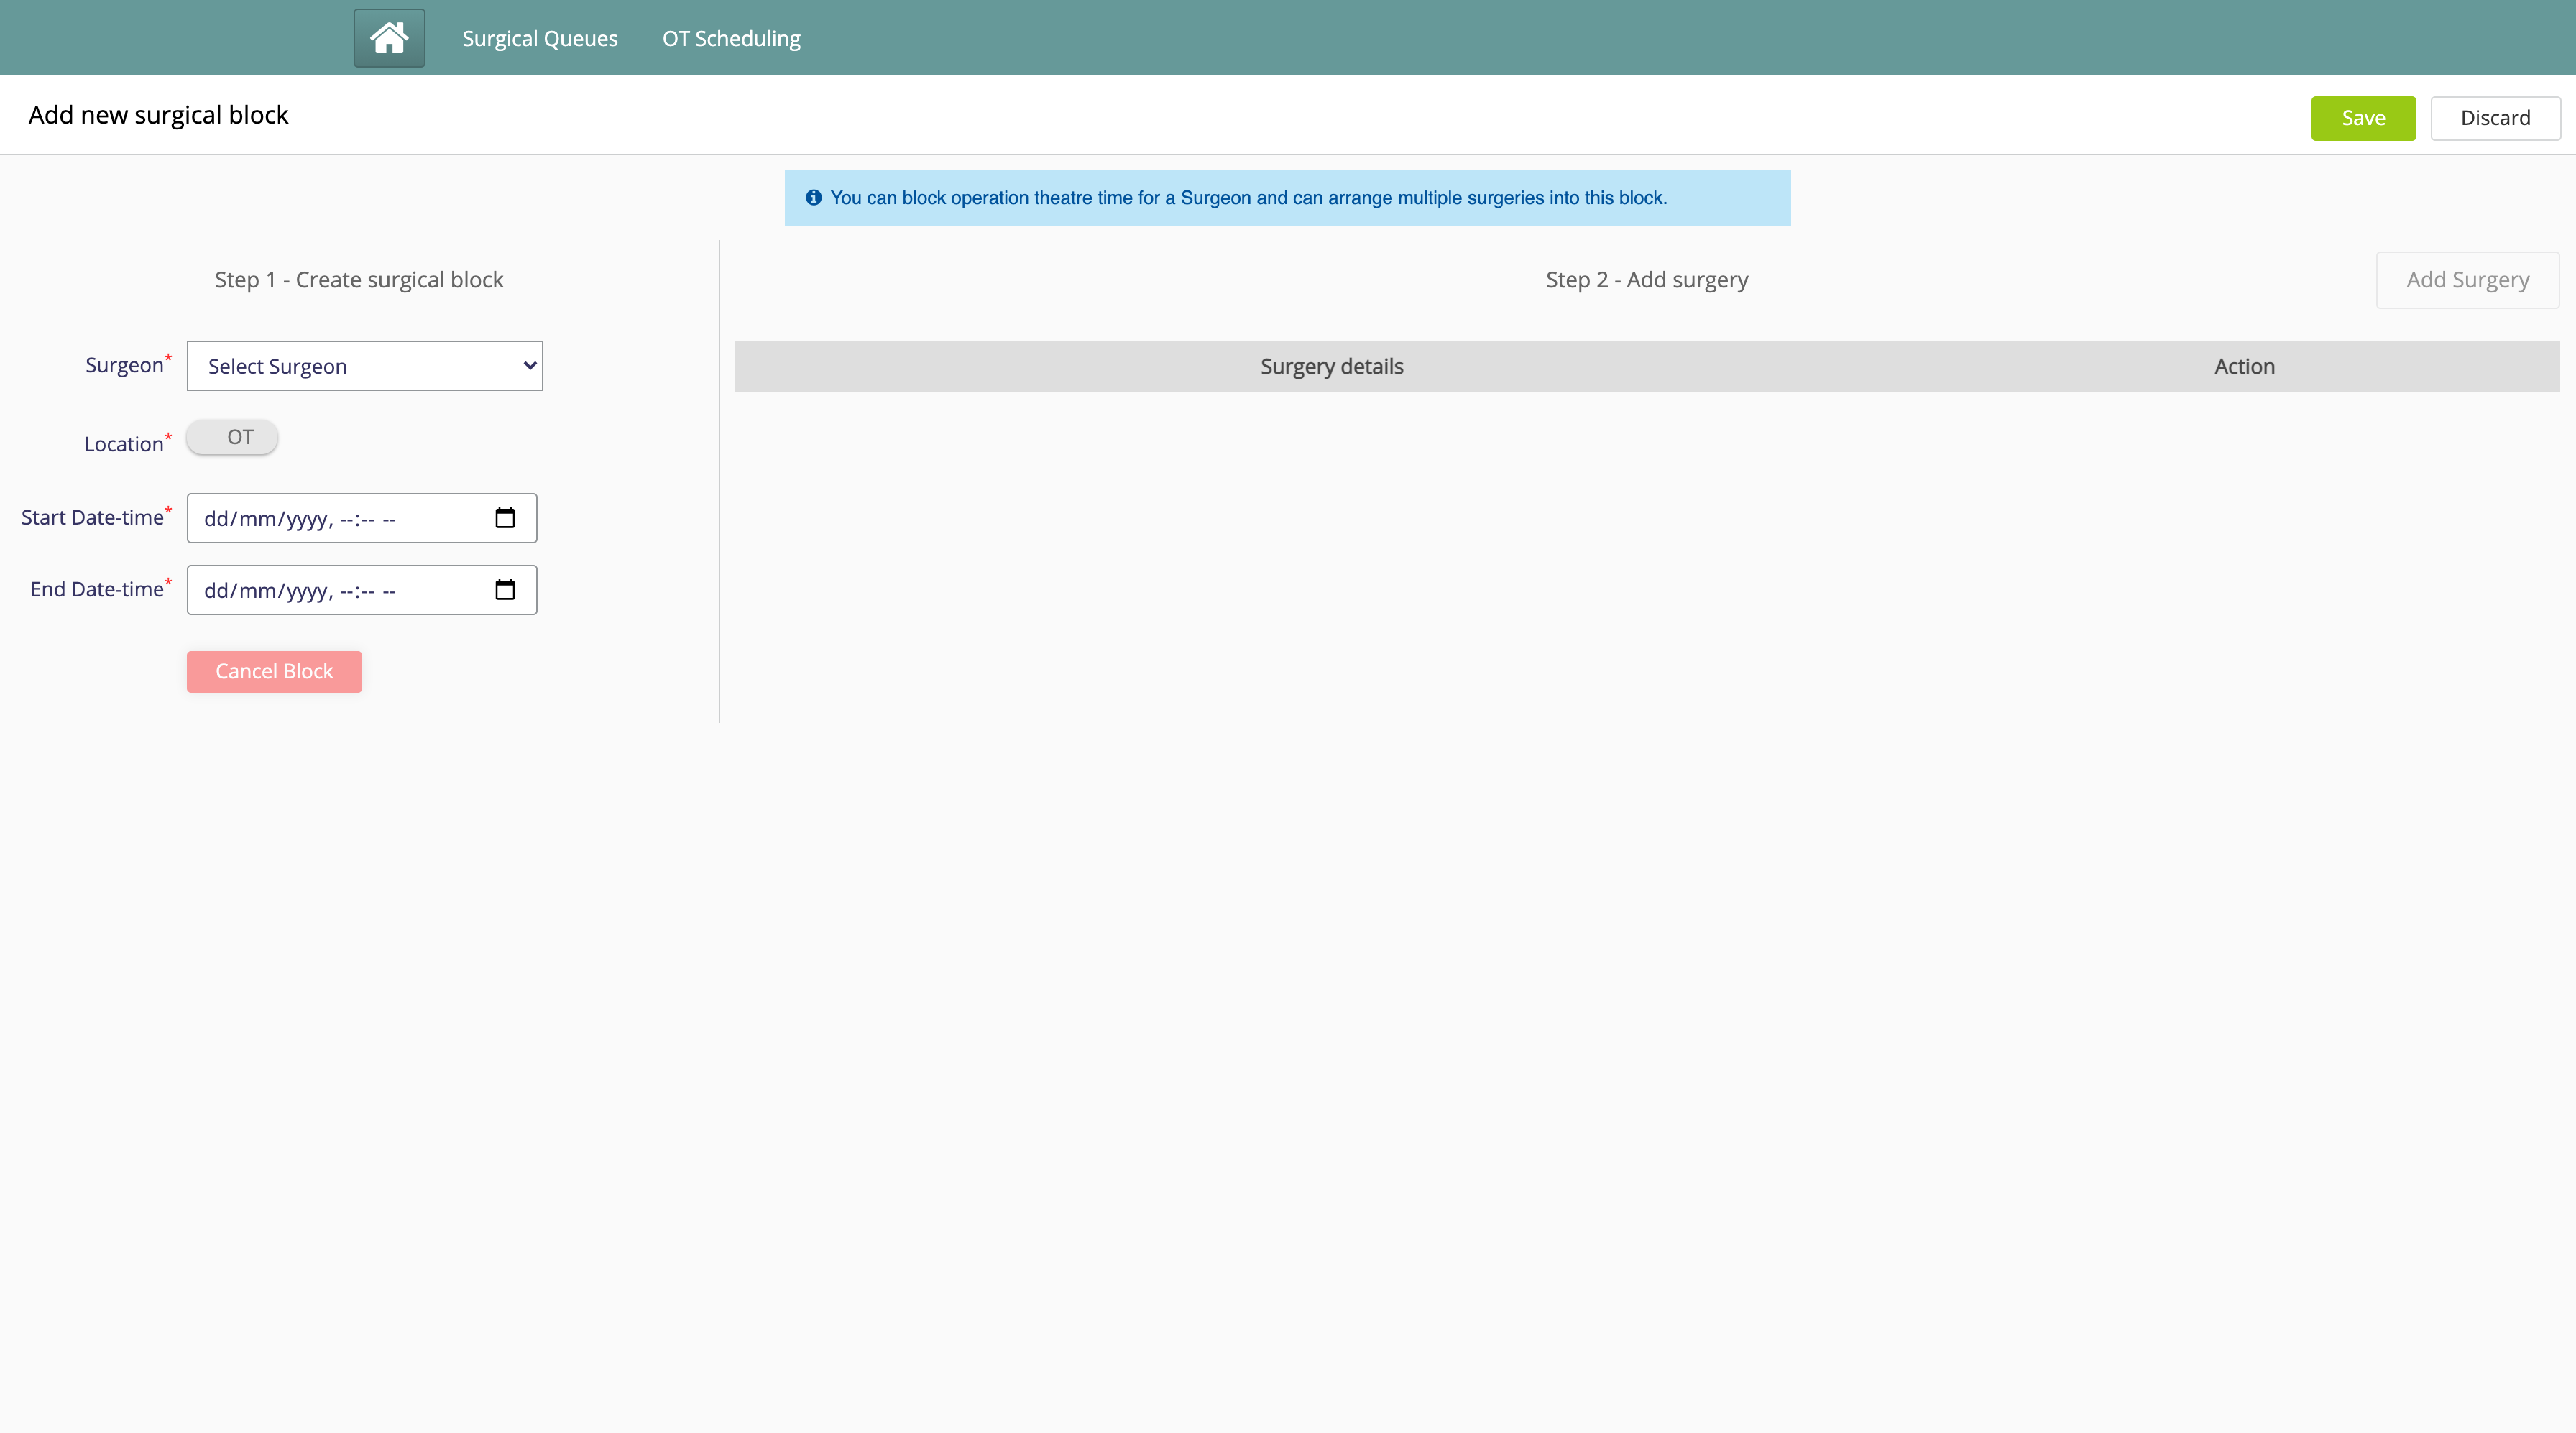 Surgical Queues OT Scheduling
Add new surgical block Save Discard
You can block operation theatre time for a Surgeon and can arrange multiple surgeries into this block.
Step 1 - Create surgical block
Surgeon* Select Surgeon
Location* OT
Start Date-time* dd/mm/yyyy, --:-- --
End Date-time* dd/mm/yyyy, --:-- --
Cancel Block
Step 2 - Add surgery Add Surgery
Surgery details Action